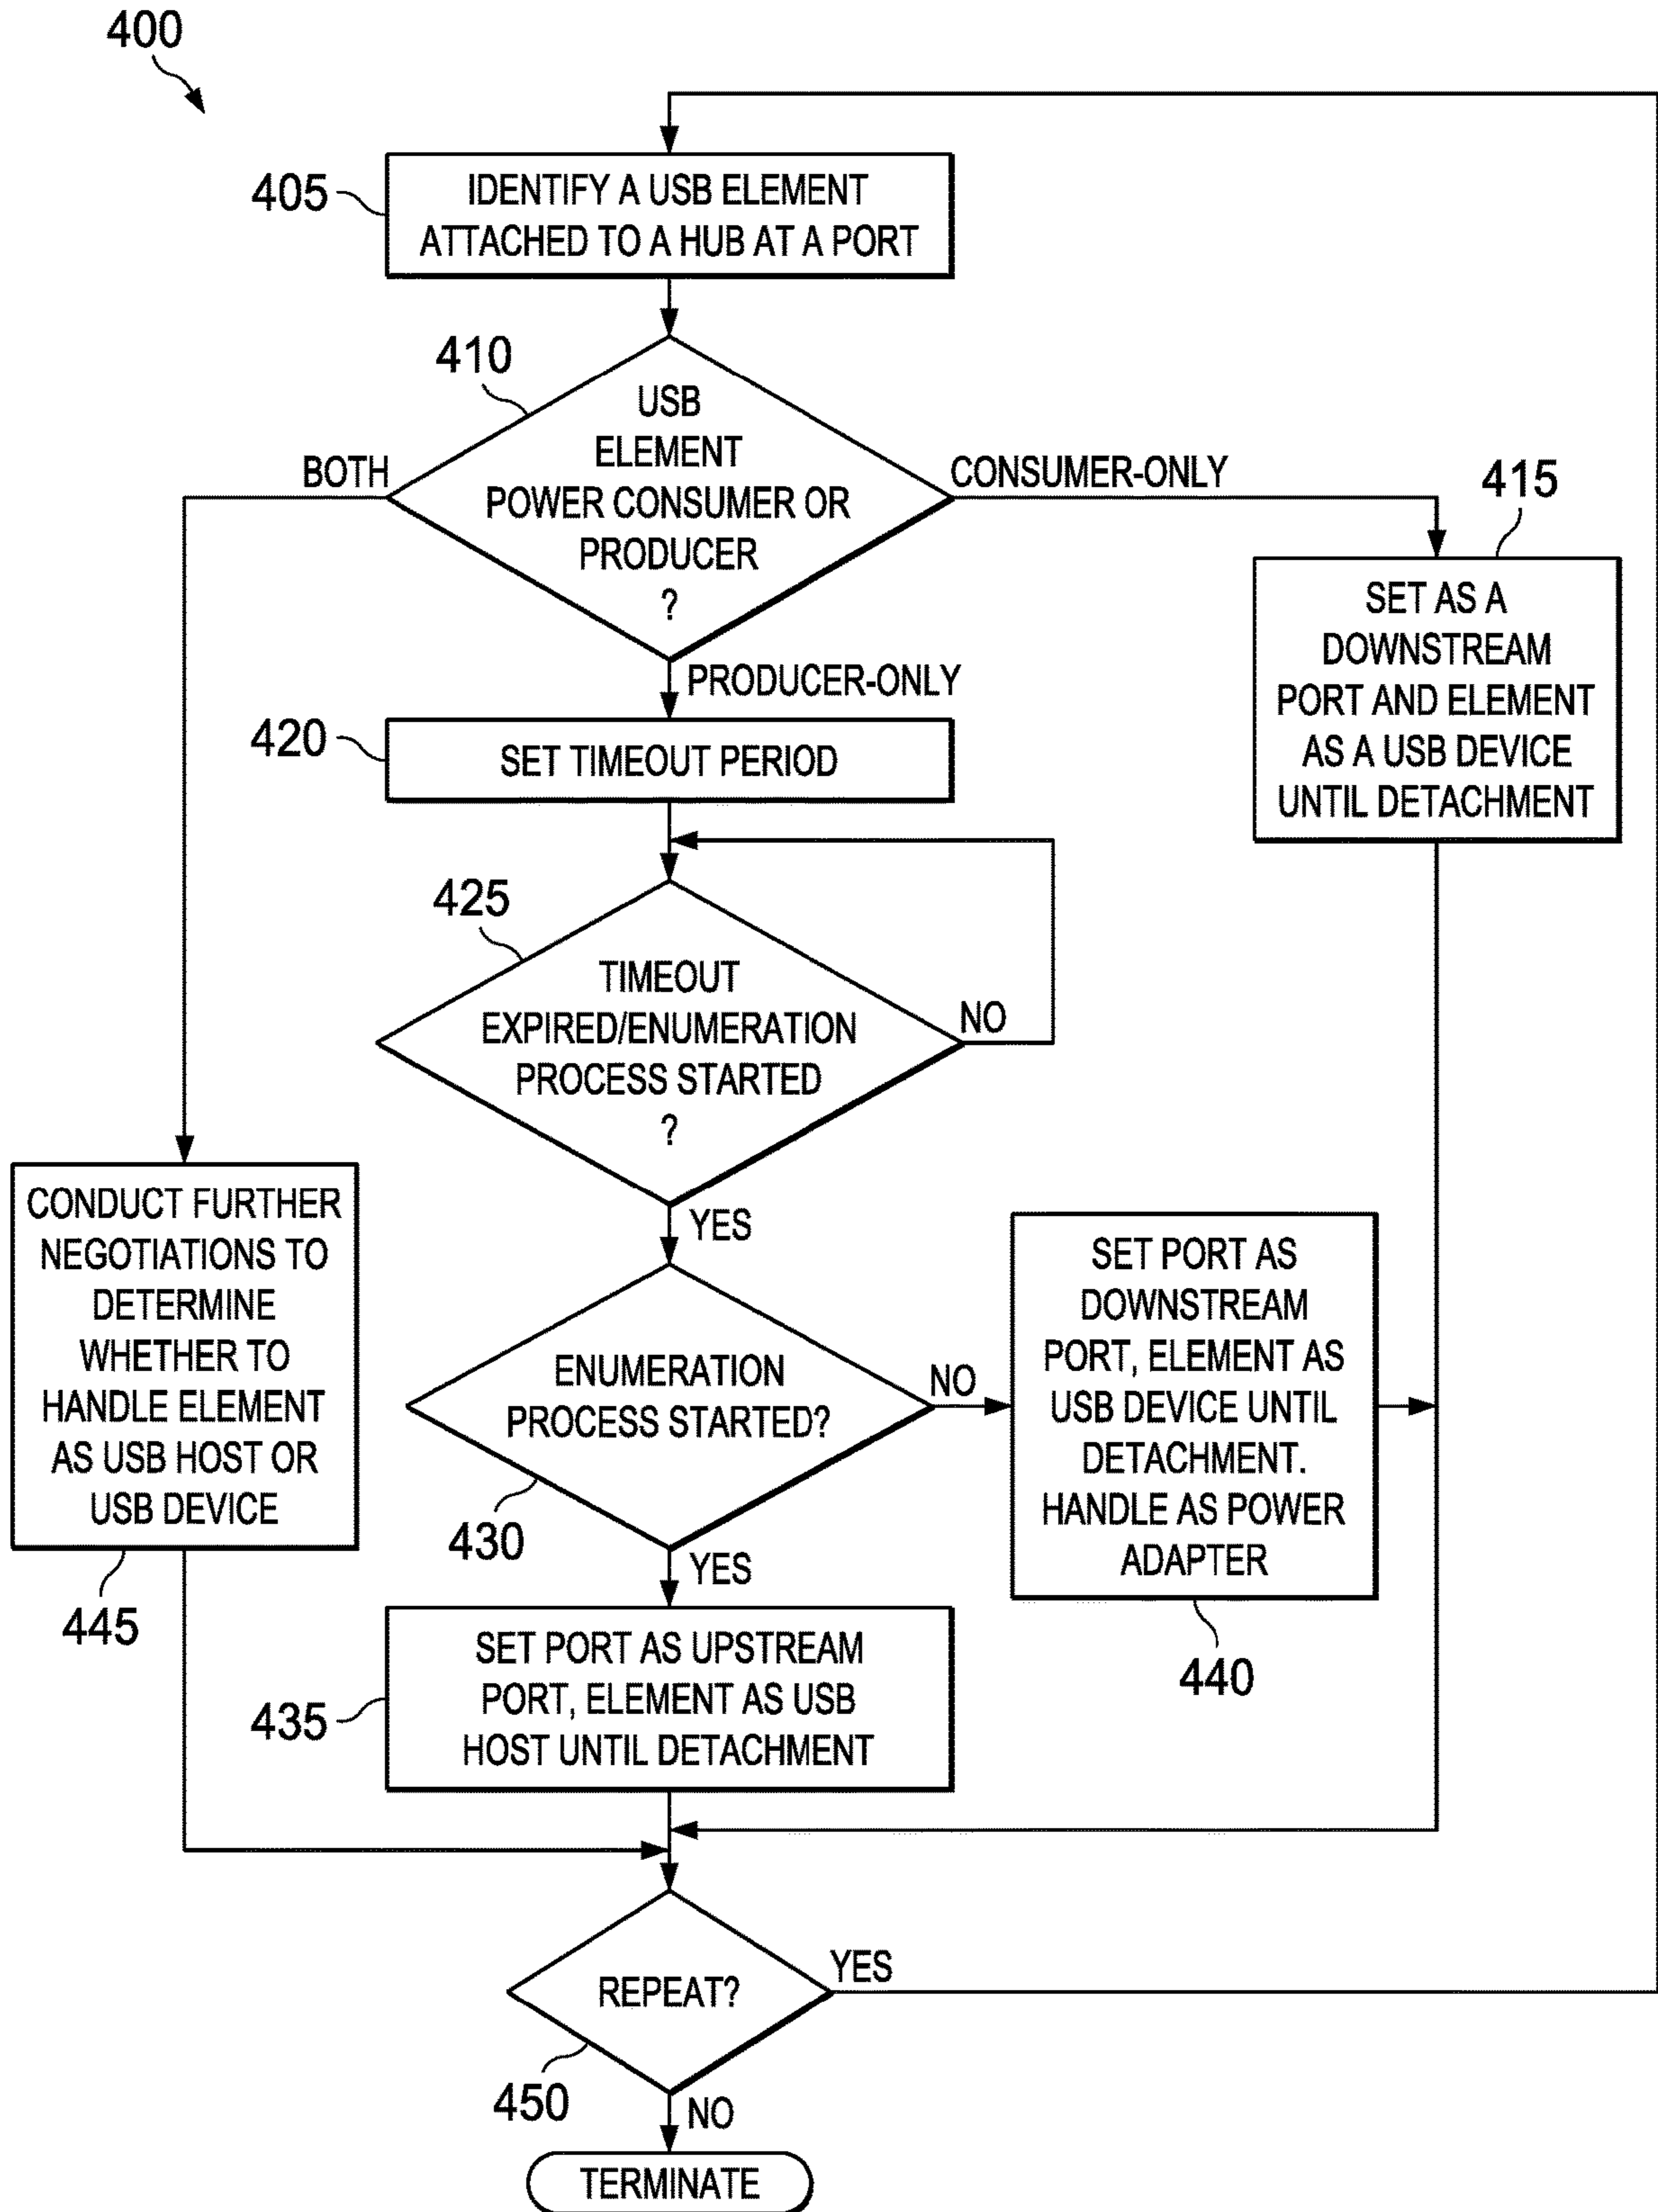 400
405
IDENTIFY A USB ELEMENT
ATTACHED TO A HUB AT A PORT
410
USB
ELEMENT
POWER CONSUMER OR
PRODUCER
?
BOTH
CONSUMER-ONLY
415
SET AS A
DOWNSTREAM
PORT AND ELEMENT
AS A USB DEVICE
UNTIL DETACHMENT
PRODUCER-ONLY
420
SET TIMEOUT PERIOD
425
TIMEOUT
EXPIRED/ENUMERATION
PROCESS STARTED
?
NO
YES
CONDUCT FURTHER
NEGOTIATIONS TO
DETERMINE
WHETHER TO
HANDLE ELEMENT
AS USB HOST OR
USB DEVICE
445
ENUMERATION
PROCESS STARTED?
430
NO
SET PORT AS
DOWNSTREAM
PORT, ELEMENT AS
USB DEVICE UNTIL
DETACHMENT.
HANDLE AS POWER
ADAPTER
440
YES
435
SET PORT AS UPSTREAM
PORT, ELEMENT AS USB
HOST UNTIL DETACHMENT
REPEAT?
YES
450
NO
TERMINATE